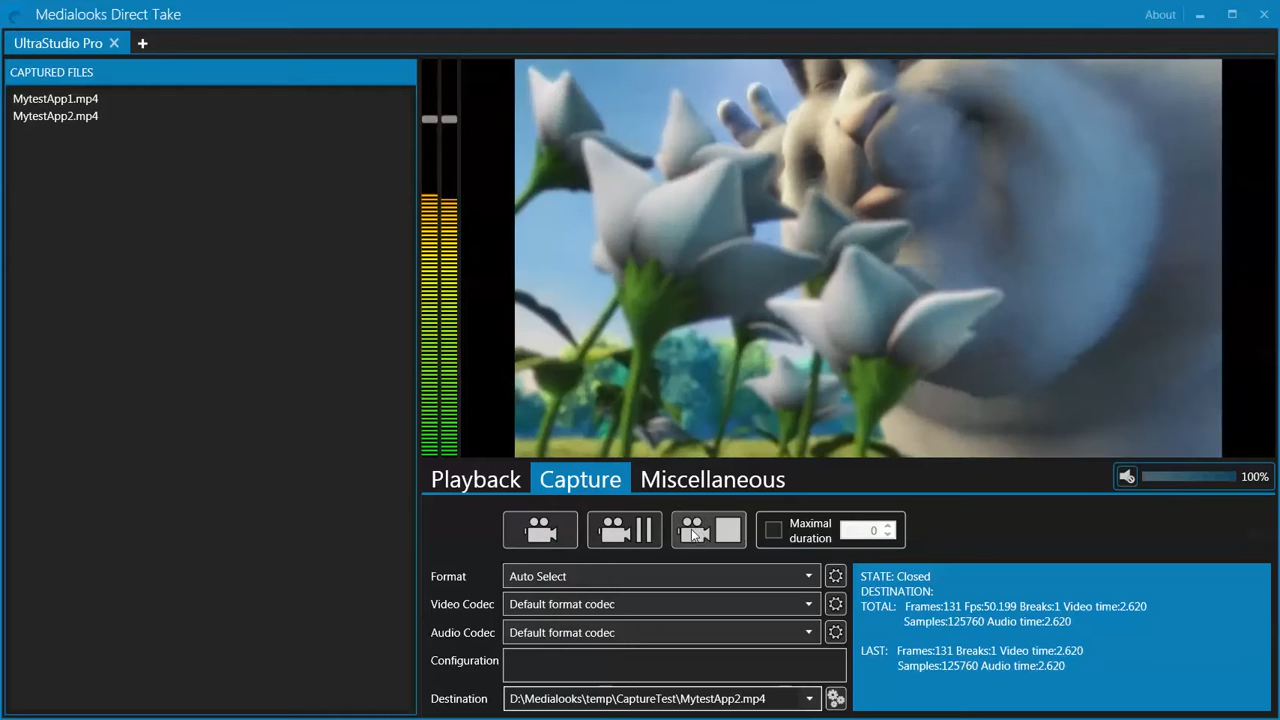 Medialooks Direct Take
About
UltraStudio Pro
CAPTURED FILES
MytestApp1.mp4
MytestApp2.mp4
Playback Capture Miscellaneous
100%
Maximal duration 0
Format Auto Select
Video Codec Default format codec
Audio Codec Default format codec
Configuration
Destination D:\Medialooks\temp\CaptureTest\MytestApp2.mp4
STATE: Closed
DESTINATION:
TOTAL: Frames:131 Fps:50.199 Breaks:1 Video time:2.620
Samples:125760 Audio time:2.620
LAST: Frames:131 Breaks:1 Video time:2.620
Samples:125760 Audio time:2.620